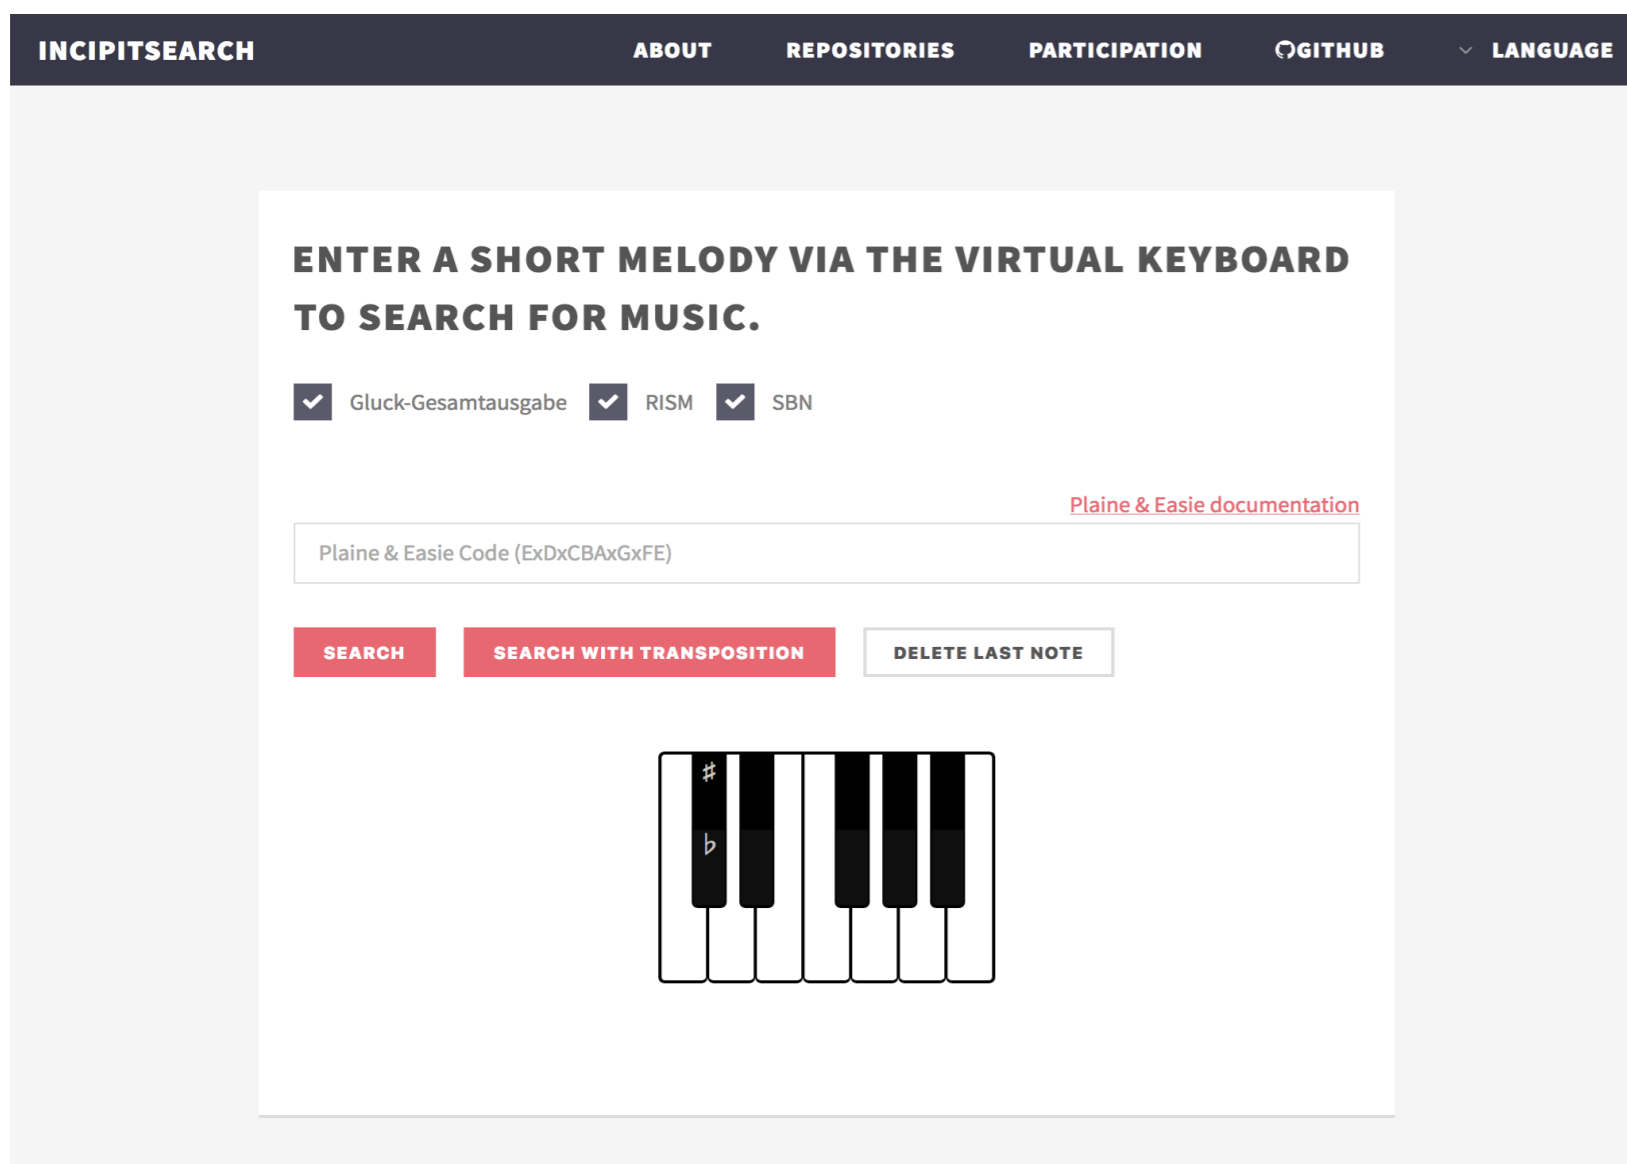 INCIPITSEARCH ABOUT REPOSITORIES PARTICIPATION GITHUB LANGUAGE
ENTER A SHORT MELODY VIA THE VIRTUAL KEYBOARD
TO SEARCH FOR MUSIC.
Gluck-Gesamtausgabe RISM SBN
Plaine & Easie documentation
Plaine & Easie Code (ExDxCBAxGxFE)
SEARCH SEARCH WITH TRANSPOSITION DELETE LAST NOTE
♯
♭